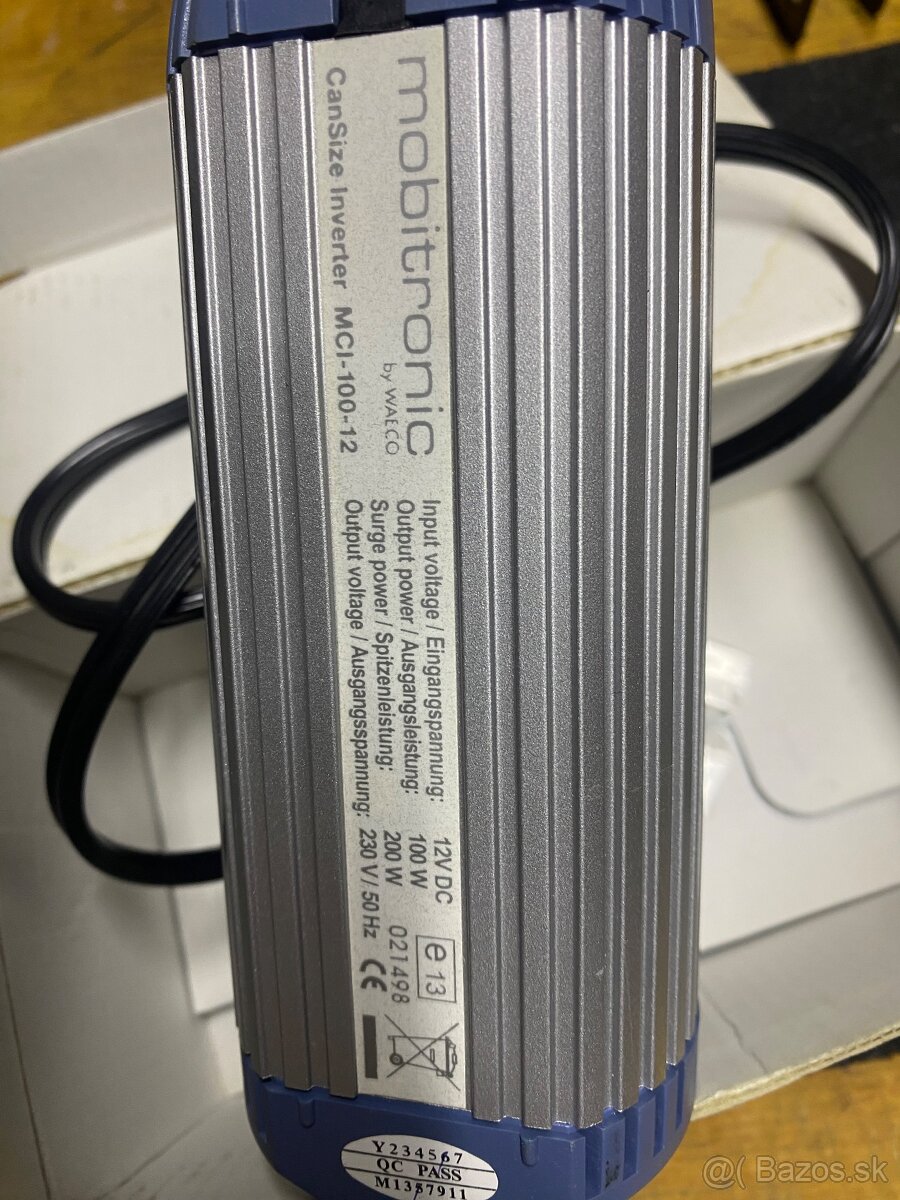 mobitronic
by WAECO
CanSize Inverter MCI-100-12
Input voltage / Eingangspannung: 12V DC
Output power / Ausgangsleistung: 100 W
Surge power / Spitzenleistung: 200 W
Output voltage / Ausgangsspannung: 230 V / 50 Hz
e 13
021498
CE
Y234567
QC PASS
M1357911
@( Bazos.sk